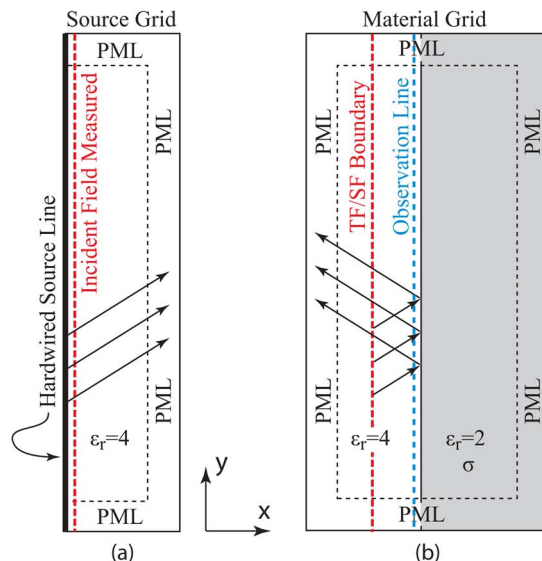 Source Grid
PML
Hardwired Source Line
Incident Field Measured
PML
PML
εr=4
PML
(a)
y
x
Material Grid
PML
PML
TF/SF Boundary
Observation Line
PML
PML
PML
εr=4
εr=2
σ
PML
(b)